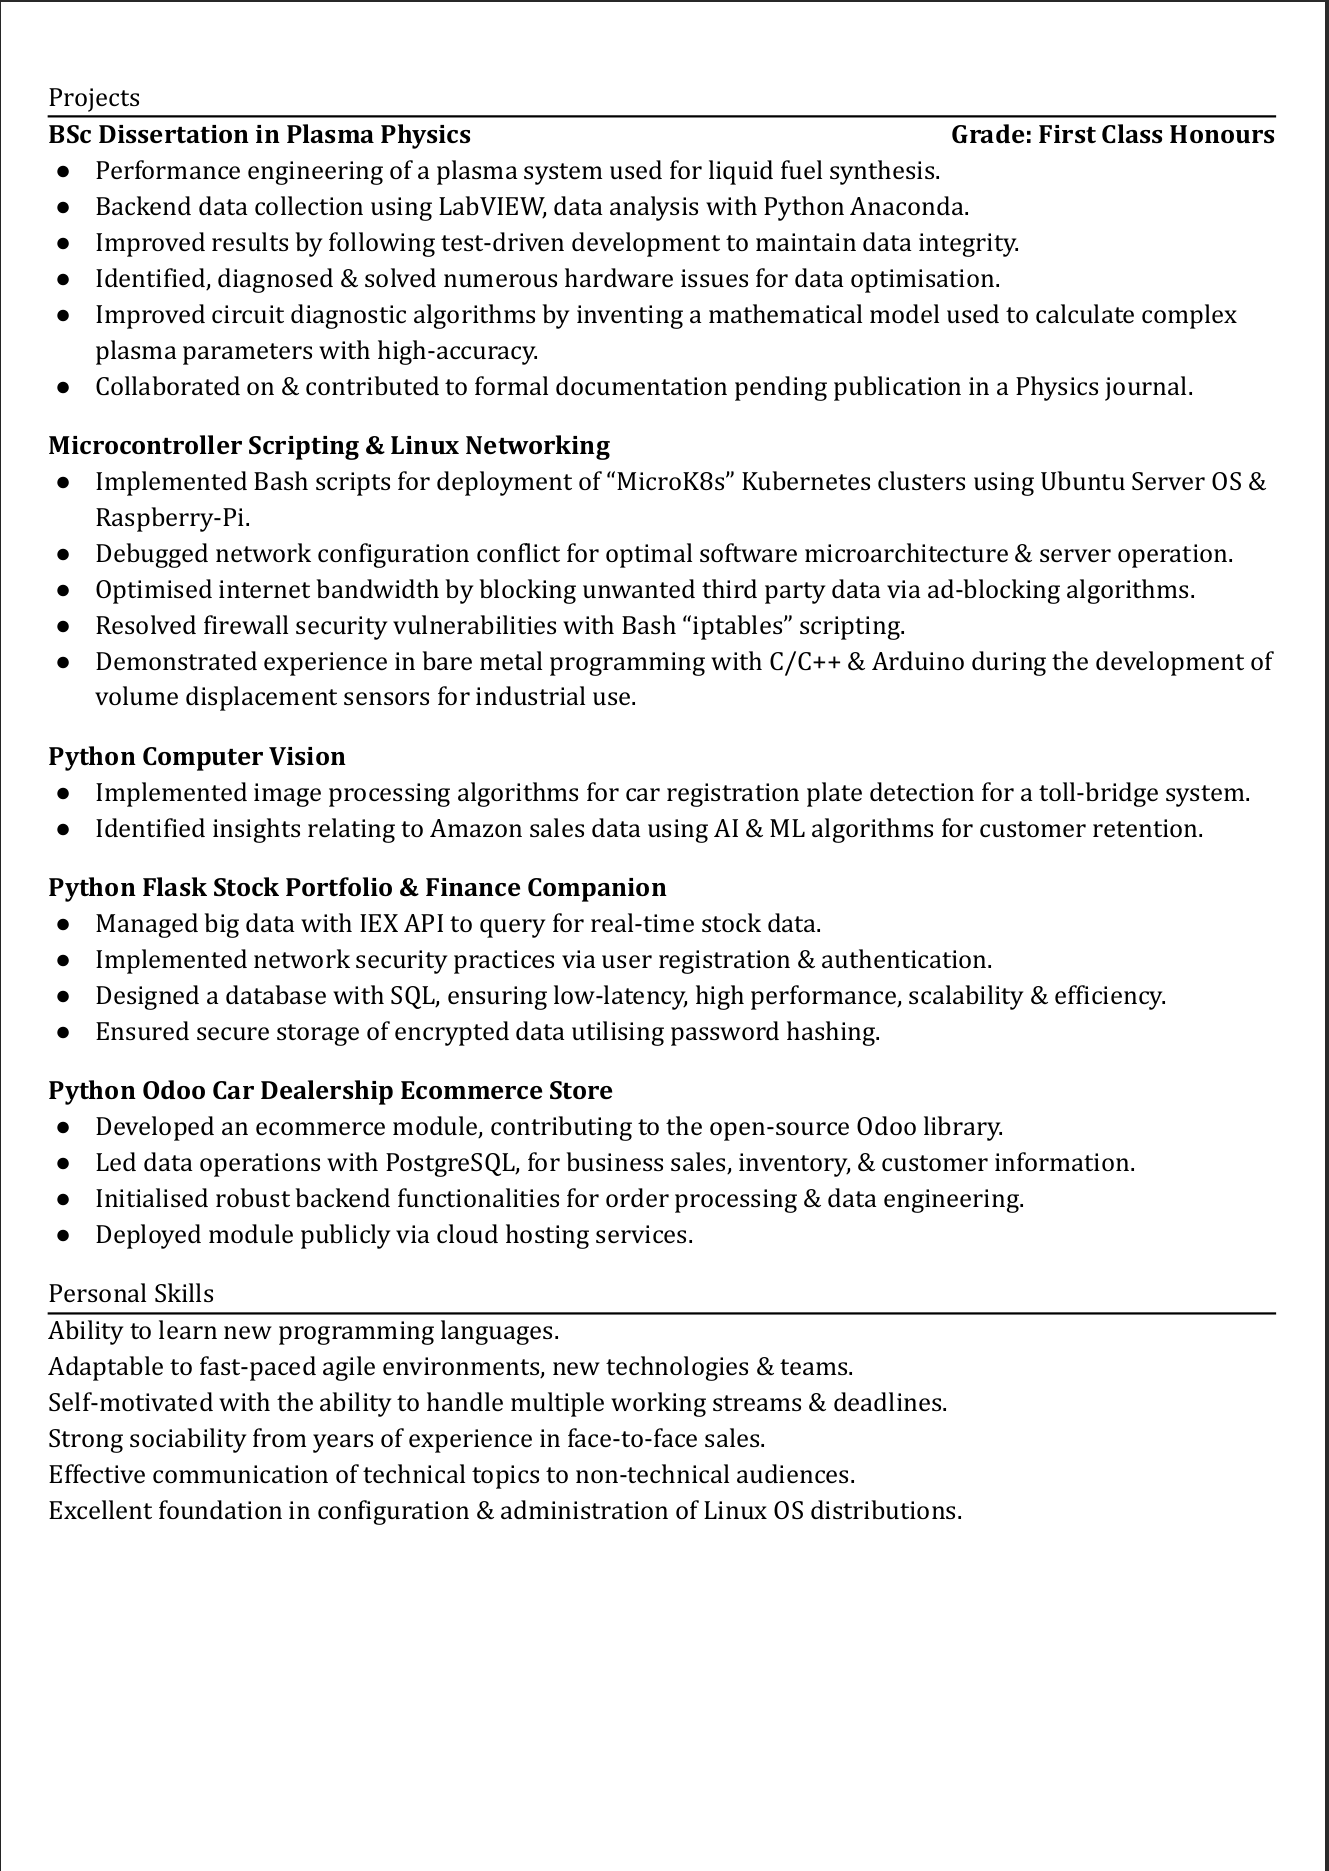 Projects
BSc Dissertation in Plasma Physics Grade: First Class Honours
● Performance engineering of a plasma system used for liquid fuel synthesis.
● Backend data collection using LabVIEW, data analysis with Python Anaconda.
● Improved results by following test-driven development to maintain data integrity.
● Identified, diagnosed & solved numerous hardware issues for data optimisation.
● Improved circuit diagnostic algorithms by inventing a mathematical model used to calculate complex
plasma parameters with high-accuracy.
● Collaborated on & contributed to formal documentation pending publication in a Physics journal.
Microcontroller Scripting & Linux Networking
● Implemented Bash scripts for deployment of “MicroK8s” Kubernetes clusters using Ubuntu Server OS &
Raspberry-Pi.
● Debugged network configuration conflict for optimal software microarchitecture & server operation.
● Optimised internet bandwidth by blocking unwanted third party data via ad-blocking algorithms.
● Resolved firewall security vulnerabilities with Bash “iptables” scripting.
● Demonstrated experience in bare metal programming with C/C++ & Arduino during the development of
volume displacement sensors for industrial use.
Python Computer Vision
● Implemented image processing algorithms for car registration plate detection for a toll-bridge system.
● Identified insights relating to Amazon sales data using AI & ML algorithms for customer retention.
Python Flask Stock Portfolio & Finance Companion
● Managed big data with IEX API to query for real-time stock data.
● Implemented network security practices via user registration & authentication.
● Designed a database with SQL, ensuring low-latency, high performance, scalability & efficiency.
● Ensured secure storage of encrypted data utilising password hashing.
Python Odoo Car Dealership Ecommerce Store
● Developed an ecommerce module, contributing to the open-source Odoo library.
● Led data operations with PostgreSQL, for business sales, inventory, & customer information.
● Initialised robust backend functionalities for order processing & data engineering.
● Deployed module publicly via cloud hosting services.
Personal Skills
Ability to learn new programming languages.
Adaptable to fast-paced agile environments, new technologies & teams.
Self-motivated with the ability to handle multiple working streams & deadlines.
Strong sociability from years of experience in face-to-face sales.
Effective communication of technical topics to non-technical audiences.
Excellent foundation in configuration & administration of Linux OS distributions.